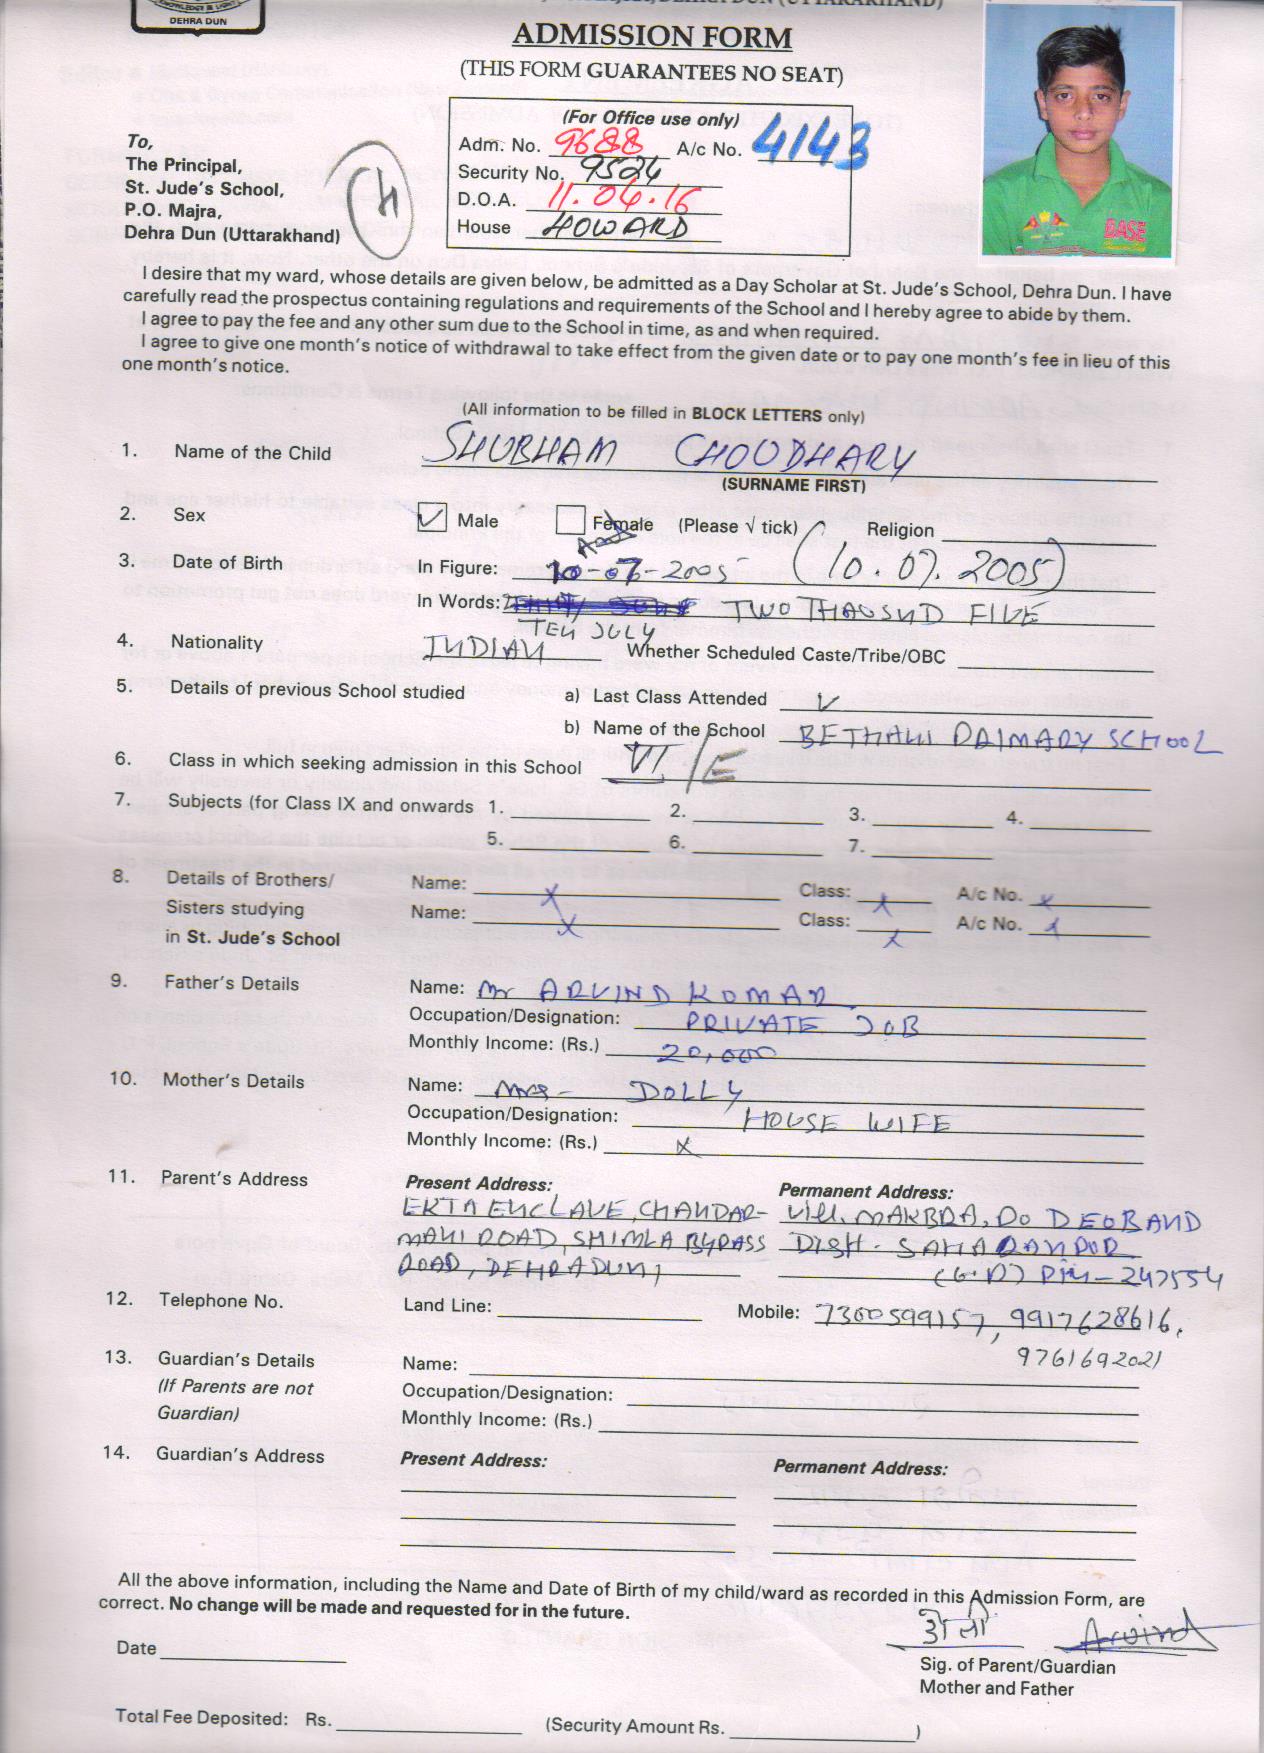 DEHRA DUN
DEHRA DUN (UTTARAKHAND)
ADMISSION FORM
(THIS FORM GUARANTEES NO SEAT)
(For Office use only)
Adm. No. 9688 A/c No. 4143
Security No. 9524
D.O.A. 11.04.16
House HOWARD
To,
The Principal,
St. Jude's School,
P.O. Majra,
Dehra Dun (Uttarakhand)
BASE
I desire that my ward, whose details are given below, be admitted as a Day Scholar at St. Jude's School, Dehra Dun. I have
carefully read the prospectus containing regulations and requirements of the School and I hereby agree to abide by them.
I agree to pay the fee and any other sum due to the School in time, as and when required.
I agree to give one month's notice of withdrawal to take effect from the given date or to pay one month's fee in lieu of this
one month's notice.
(All information to be filled in BLOCK LETTERS only)
1. Name of the Child SHUBHAM CHOUDHARY
(SURNAME FIRST)
2. Sex Male Female (Please √ tick) Religion
3. Date of Birth In Figure: 10-07-2005 (10.07.2005)
In Words: TWO THAOSND FIVE
TEN JULY
4. Nationality INDIAN Whether Scheduled Caste/Tribe/OBC
5. Details of previous School studied a) Last Class Attended V
b) Name of the School BETHANI PRIMARY SCHOOL
6. Class in which seeking admission in this School VI/E
7. Subjects (for Class IX and onwards 1. 2. 3. 4.
5. 6. 7.
8. Details of Brothers/ Name: x Class: x A/c No. x
Sisters studying Name: x Class: x A/c No. x
in St. Jude's School
9. Father's Details Name: Mr ARVIND KUMAR
Occupation/Designation: PRIVATE JOB
Monthly Income: (Rs.) 20,000
10. Mother's Details Name: Mrs- DOLLY
Occupation/Designation: HOUSE WIFE
Monthly Income: (Rs.) x
11. Parent's Address Present Address: Permanent Address:
EKTA ENCLAVE, CHANDAR- Vill. MAKBRA, PO DEOBAND
MANI ROAD, SHIMLA BYPASS Distt- SAHARANPUR
ROAD, DEHRADUN, (U.P) Pin-247554
12. Telephone No. Land Line: Mobile: 7300599157, 9917628616,
9761692021
13. Guardian's Details Name:
(If Parents are not Occupation/Designation:
Guardian) Monthly Income: (Rs.)
14. Guardian's Address Present Address: Permanent Address:
All the above information, including the Name and Date of Birth of my child/ward as recorded in this Admission Form, are
correct. No change will be made and requested for in the future.
Arvind
Date
Sig. of Parent/Guardian
Mother and Father
Total Fee Deposited: Rs. (Security Amount Rs. )